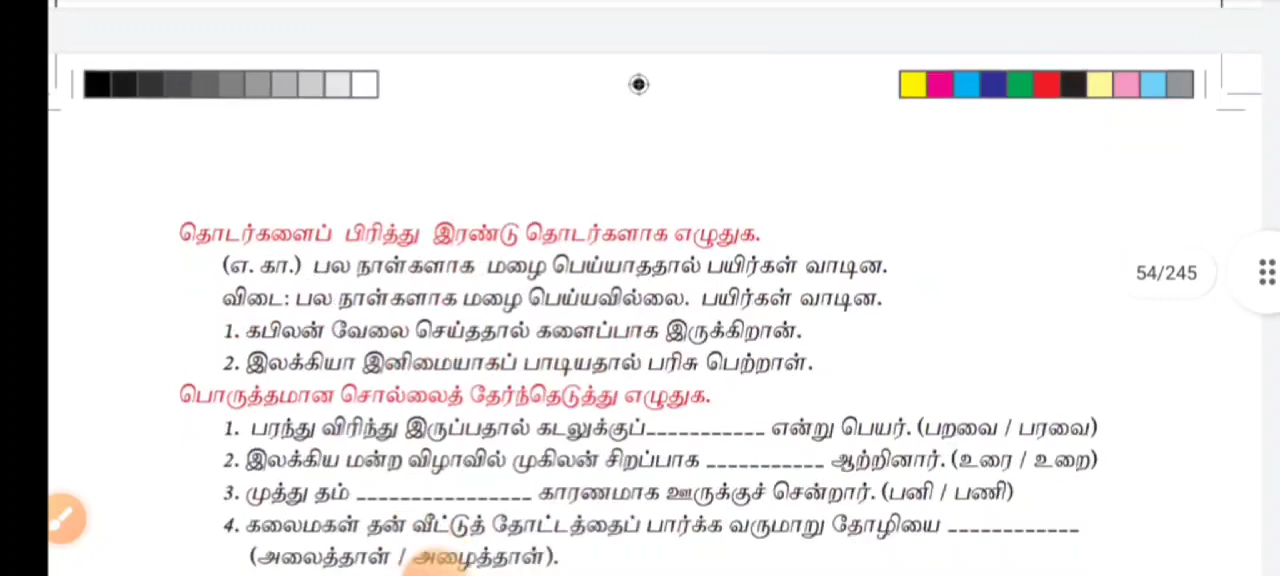 தொடர்களைப் பிரித்து இரண்டு தொடர்களாக எழுதுக.
(எ. கா.) பல நாள்களாக மழை பெய்யாததால் பயிர்கள் வாடின.
54/245
விடை: பல நாள்களாக மழை பெய்யவில்லை. பயிர்கள் வாடின.
1. கபிலன் வேலை செய்ததால் களைப்பாக இருக்கிறான்.
2. இலக்கியா இனிமையாகப் பாடியதால் பரிசு பெற்றாள்.
பொருத்தமான சொல்லைத் தேர்ந்தெடுத்து எழுதுக.
1. பரந்து விரிந்து இருப்பதால் கடலுக்குப்___________ என்று பெயர். (பறவை / பரவை)
2. இலக்கிய மன்ற விழாவில் முகிலன் சிறப்பாக ___________ ஆற்றினார். (உரை / உறை)
3. முத்து தம் ________________ காரணமாக ஊருக்குச் சென்றார். (பனி / பணி)
4. கலைமகள் தன் வீட்டுத் தோட்டத்தைப் பார்க்க வருமாறு தோழியை ____________
(அலைத்தாள் / அழைத்தாள்).